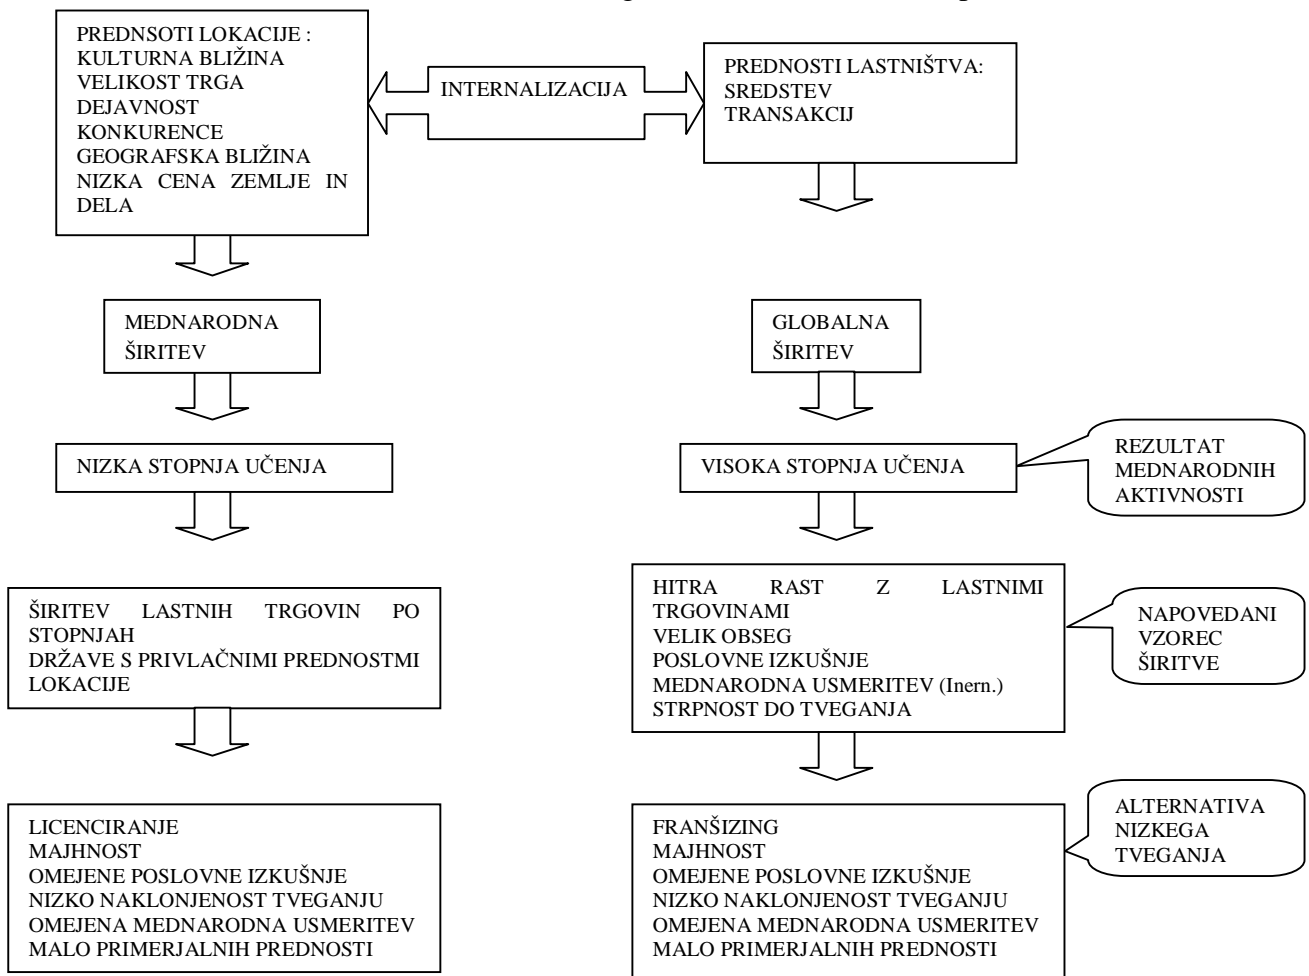 PREDNSOTI LOKACIJE :
KULTURNA BLIŽINA
VELIKOST TRGA
DEJAVNOST
KONKURENCE
GEOGRAFSKA BLIŽINA
NIZKA CENA ZEMLJE IN
DELA
INTERNALIZACIJA
PREDNOSTI LASTNIŠTVA:
SREDSTEV
TRANSAKCIJ
MEDNARODNA
ŠIRITEV
GLOBALNA
ŠIRITEV
NIZKA STOPNJA UČENJA
VISOKA STOPNJA UČENJA
REZULTAT
MEDNARODNIH
AKTIVNOSTI
ŠIRITEV LASTNIH TRGOVIN PO
STOPNJAH
DRŽAVE S PRIVLAČNIMI PREDNOSTMI
LOKACIJE
HITRA RAST Z LASTNIMI
TRGOVINAMI
VELIK OBSEG
POSLOVNE IZKUŠNJE
MEDNARODNA USMERITEV (Inern.)
STRPNOST DO TVEGANJA
NAPOVEDANI
VZOREC
ŠIRITVE
LICENCIRANJE
MAJHNOST
OMEJENE POSLOVNE IZKUŠNJE
NIZKO NAKLONJENOST TVEGANJU
OMEJENA MEDNARODNA USMERITEV
MALO PRIMERJALNIH PREDNOSTI
FRANŠIZING
MAJHNOST
OMEJENE POSLOVNE IZKUŠNJE
NIZKO NAKLONJENOST TVEGANJU
OMEJENA MEDNARODNA USMERITEV
MALO PRIMERJALNIH PREDNOSTI
ALTERNATIVA
NIZKEGA
TVEGANJA